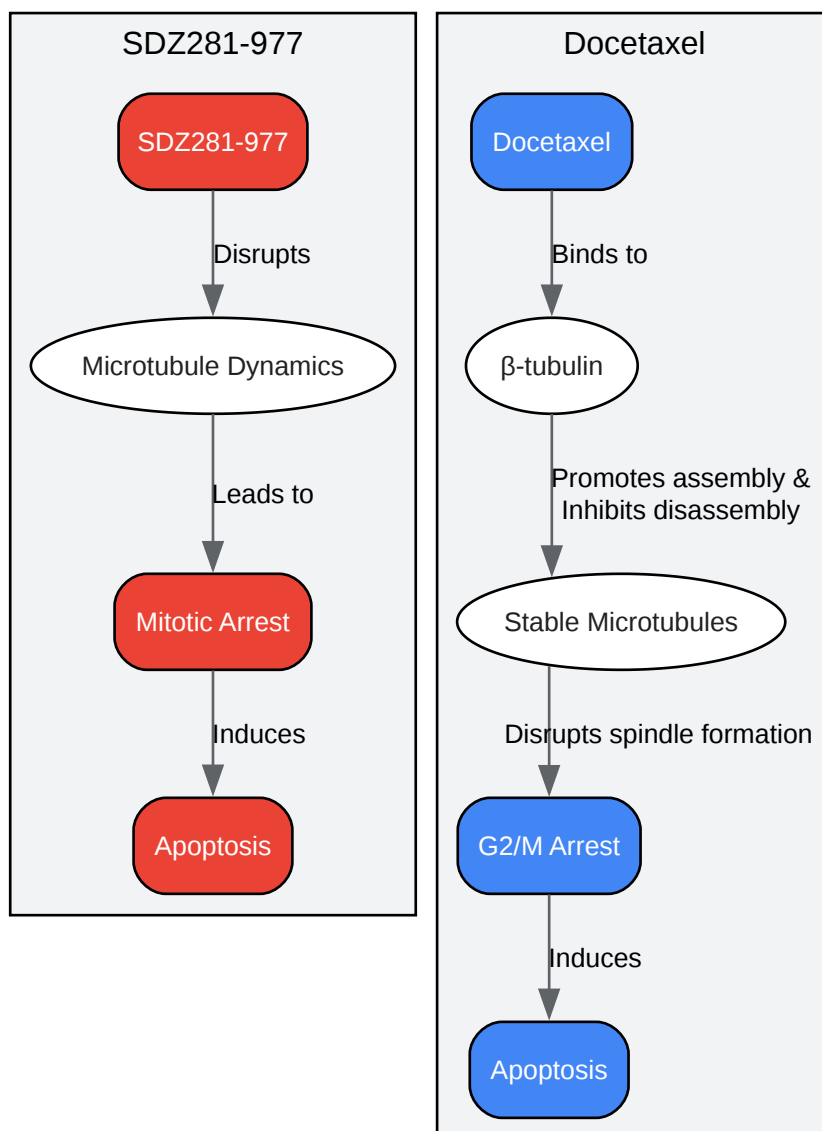 SDZ281-977
SDZ281-977
Disrupts
Microtubule Dynamics
Leads to
Mitotic Arrest
Induces
Apoptosis
Docetaxel
Docetaxel
Binds to
β-tubulin
Promotes assembly &
Inhibits disassembly
Stable Microtubules
Disrupts spindle formation
G2/M Arrest
Induces
Apoptosis